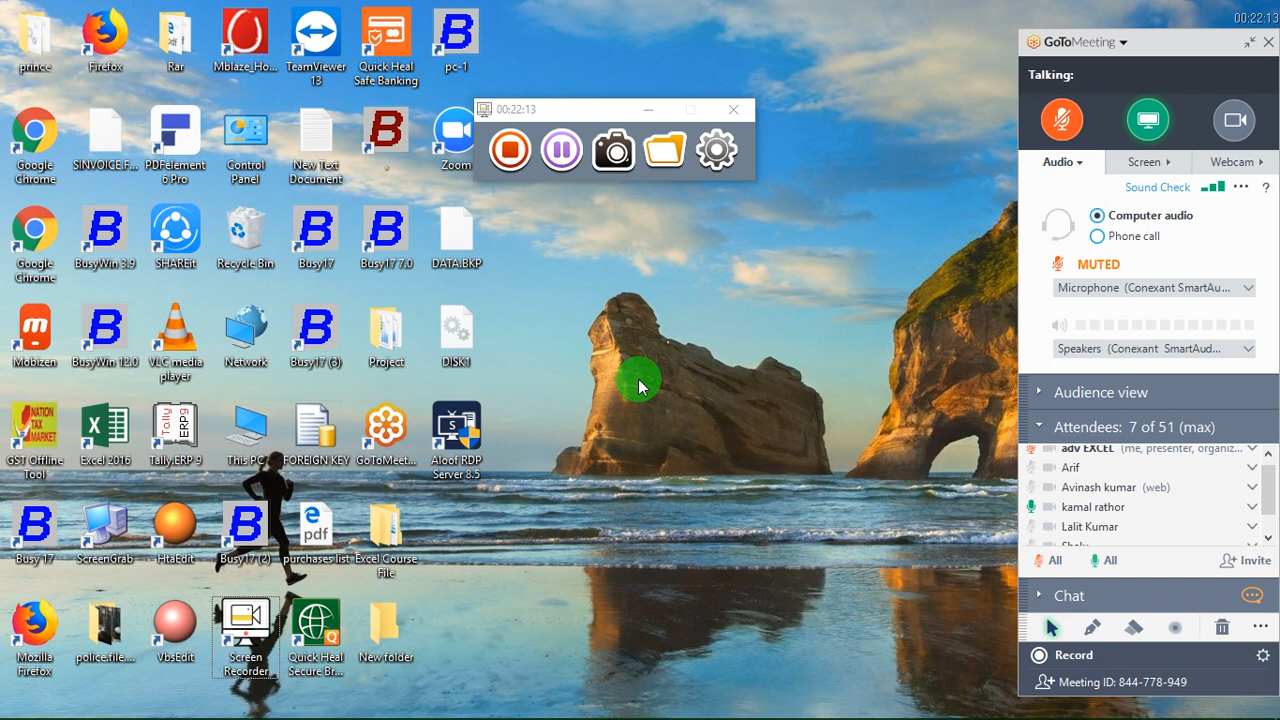 00:22:13
prince
Firefox
Rar
Mblaze_Ho...
TeamViewer
13
Quick Heal
Safe Banking
pc-1
00:22:13
Google
Chrome
SINVOICE.F...
PDFelement
6 Pro
Control
Panel
New Text
Document
.
Zoom
Google
Chrome
BusyWin 3.9
SHAREit
Recycle Bin
Busy17
Busy17 7.0
DATA.BKP
Mobizen
BusyWin 12.0
VLC media
player
Network
Busy17 (3)
Project
DISK1
NATION
TAX
MARKET
Tally
ERP9
GST Offline
Tool
Excel 2016
Tally.ERP 9
This PC
FOREIGN KEY
GoToMeet...
Aloof RDP
Server 8.5
pdf
Busy 17
ScreenGrab
HtaEdit
Busy17 (2)
purchases list
Excel Course
File
Mozilla
Firefox
police.file....
VbsEdit
Screen
Recorder
Quick Heal
Secure Br...
New folder
GoToMeeting
Talking:
Audio
Screen
Webcam
Sound Check
?
Computer audio
Phone call
MUTED
Microphone (Conexant SmartAu...
Speakers (Conexant SmartAud...
Audience view
Attendees: 7 of 51 (max)
adv EXCEL (me, presenter, organiz...
Arif
Avinash kumar (web)
kamal rathor
Lalit Kumar
All
All
Invite
Chat
Record
Meeting ID: 844-778-949